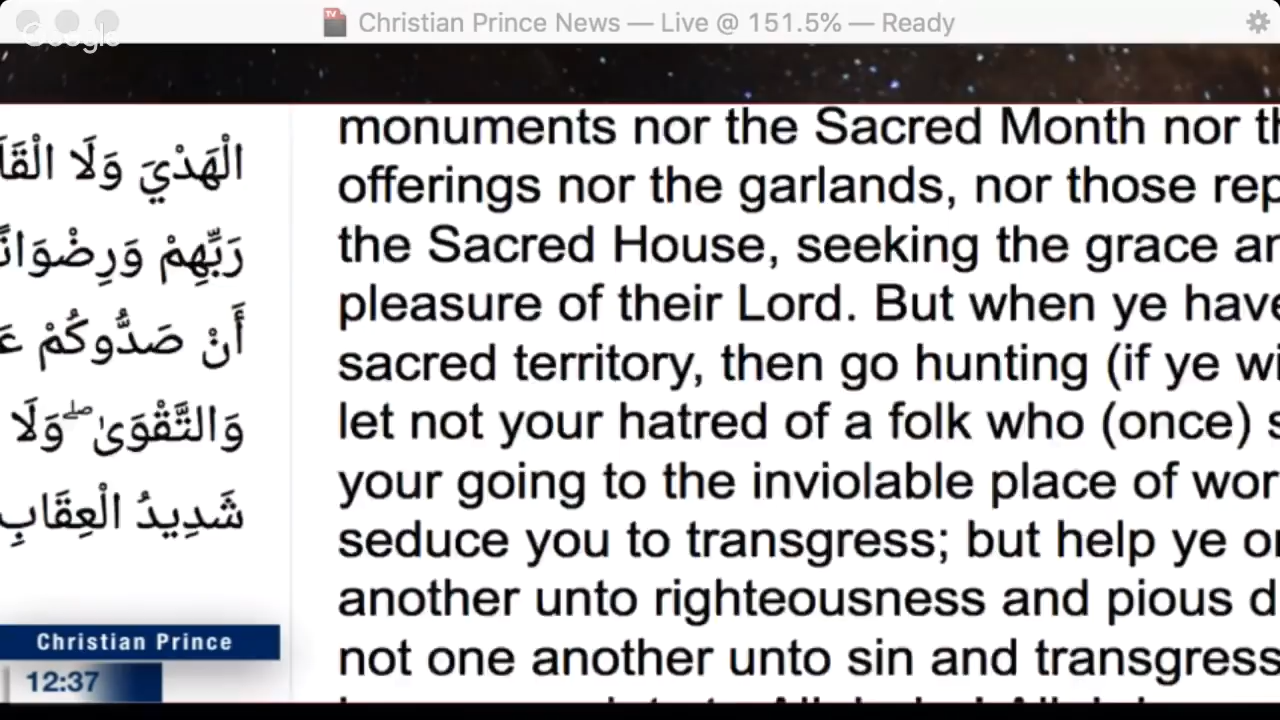 Christian Prince News — Live @ 151.5% — Ready
Google
الْهَدْيَ وَلَا الْقَلَا
رَبِّهِمْ وَرِضْوَانًا
أَنْ صَدُّوكُمْ عَ
وَالتَّقْوَىٰ ۖ وَلَا
شَدِيدُ الْعِقَابِ
monuments nor the Sacred Month nor th
offerings nor the garlands, nor those rep
the Sacred House, seeking the grace an
pleasure of their Lord. But when ye have
sacred territory, then go hunting (if ye wi
let not your hatred of a folk who (once) s
your going to the inviolable place of wor
seduce you to transgress; but help ye on
another unto righteousness and pious d
not one another unto sin and transgress
Christian Prince
12:37